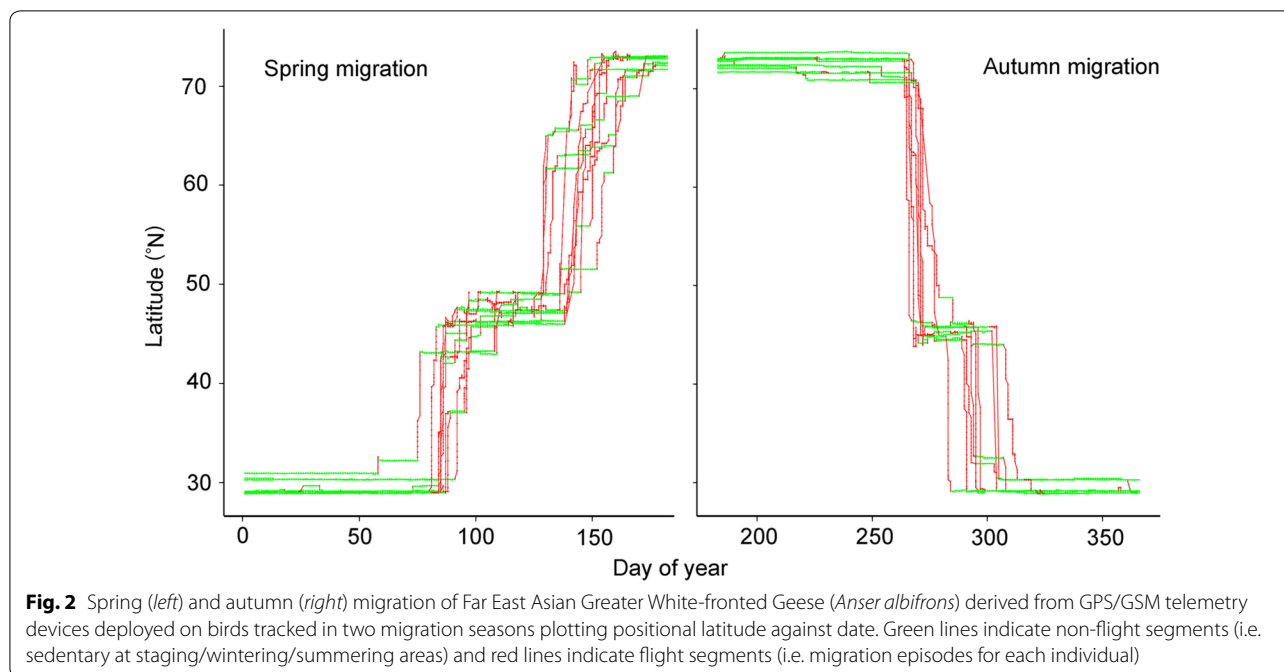 Spring migration
Autumn migration
Latitude (°N)
70
60
50
40
30
0
50
100
150
200
250
300
350
Day of year
Fig. 2 Spring (left) and autumn (right) migration of Far East Asian Greater White-fronted Geese (Anser albifrons) derived from GPS/GSM telemetry
devices deployed on birds tracked in two migration seasons plotting positional latitude against date. Green lines indicate non-flight segments (i.e.
sedentary at staging/wintering/summering areas) and red lines indicate flight segments (i.e. migration episodes for each individual)